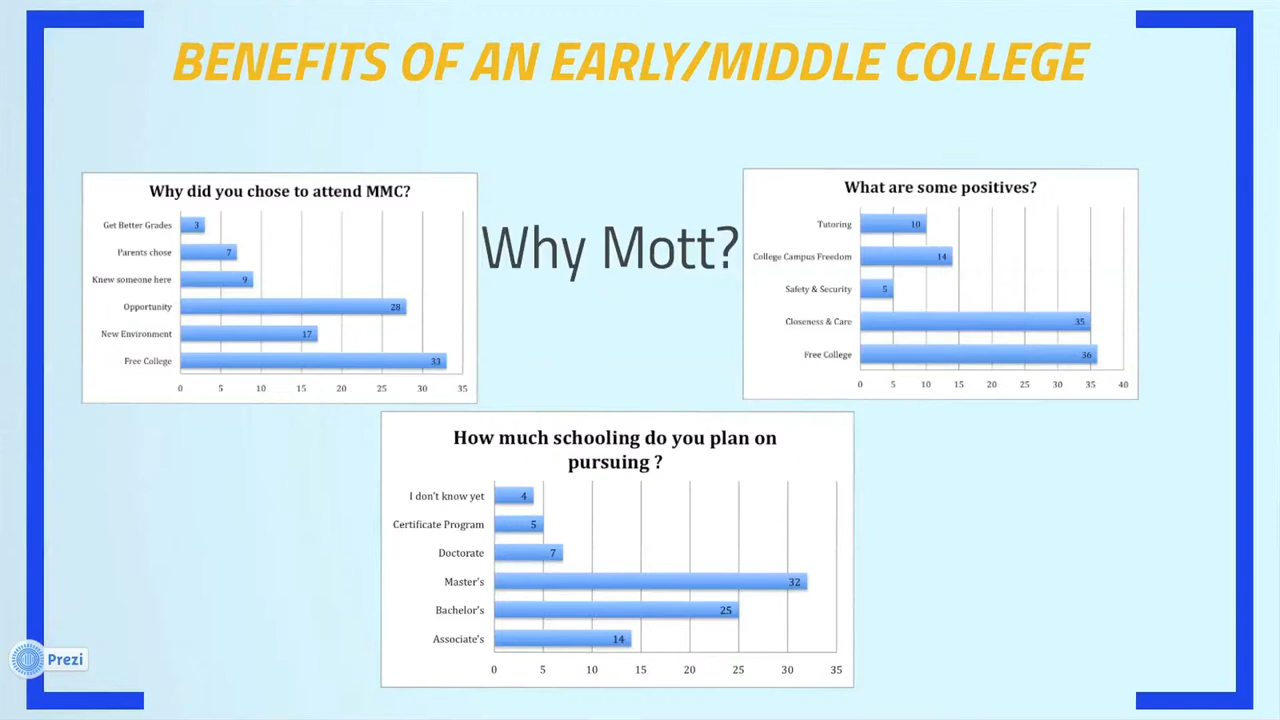 BENEFITS OF AN EARLY/MIDDLE COLLEGE
Why did you chose to attend MMC?
Get Better Grades 3
Parents chose 7
Knew someone here 9
Opportunity 28
New Environment 17
Free College 33
0 5 10 15 20 25 30 35
Why Mott?
What are some positives?
Tutoring 10
College Campus Freedom 14
Safety & Security 5
Closeness & Care 35
Free College 36
0 5 10 15 20 25 30 35 40
How much schooling do you plan on
pursuing ?
I don't know yet 4
Certificate Program 5
Doctorate 7
Master's 32
Bachelor's 25
Associate's 14
0 5 10 15 20 25 30 35
Prezi